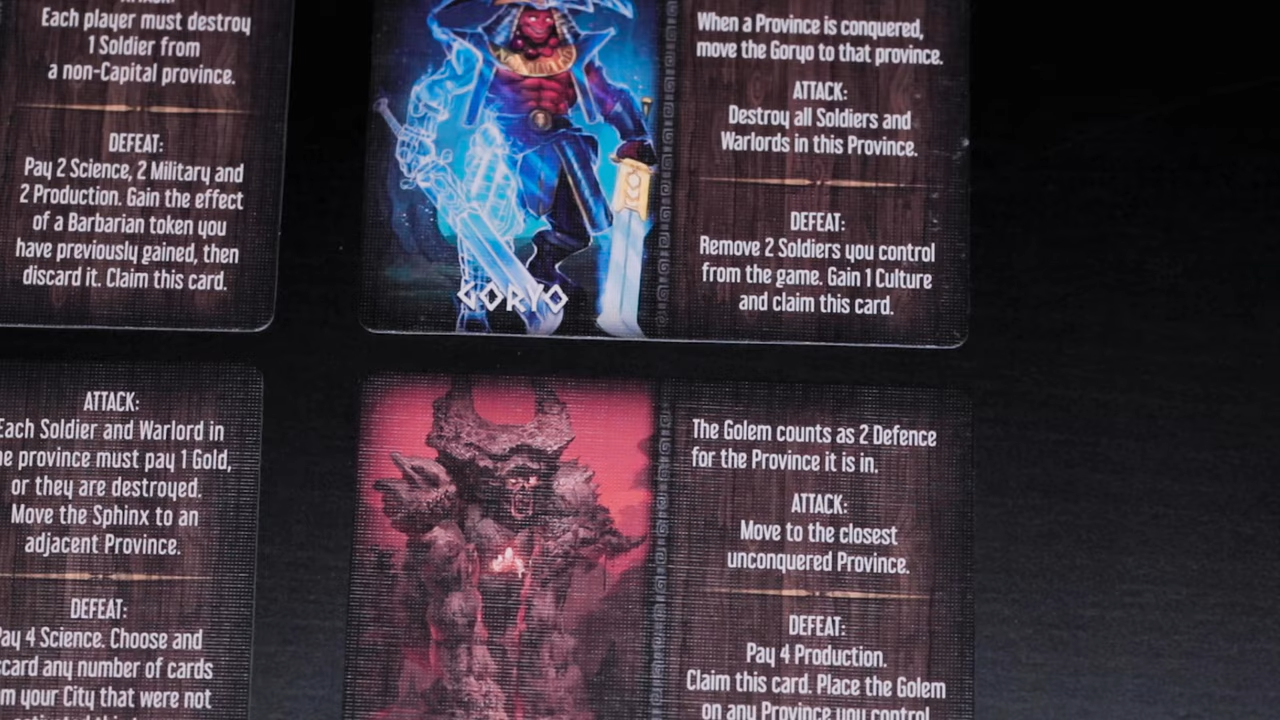 ATTACK:
Each player must destroy
1 Soldier from
a non-Capital province.
DEFEAT:
Pay 2 Science, 2 Military and
2 Production. Gain the effect
of a Barbarian token you
have previously gained, then
discard it. Claim this card.
GORYO
When a Province is conquered,
move the Goryo to that province.
ATTACK:
Destroy all Soldiers and
Warlords in this Province.
DEFEAT:
Remove 2 Soldiers you control
from the game. Gain 1 Culture
and claim this card.
ATTACK:
Each Soldier and Warlord in
province must pay 1 Gold,
or they are destroyed.
Move the Sphinx to an
adjacent Province.
DEFEAT:
Pay 4 Science. Choose and
any number of cards
your City that were not
The Golem counts as 2 Defence
for the Province it is in.
ATTACK:
Move to the closest
unconquered Province.
DEFEAT:
Pay 4 Production.
Claim this card. Place the Golem
on any Province you control